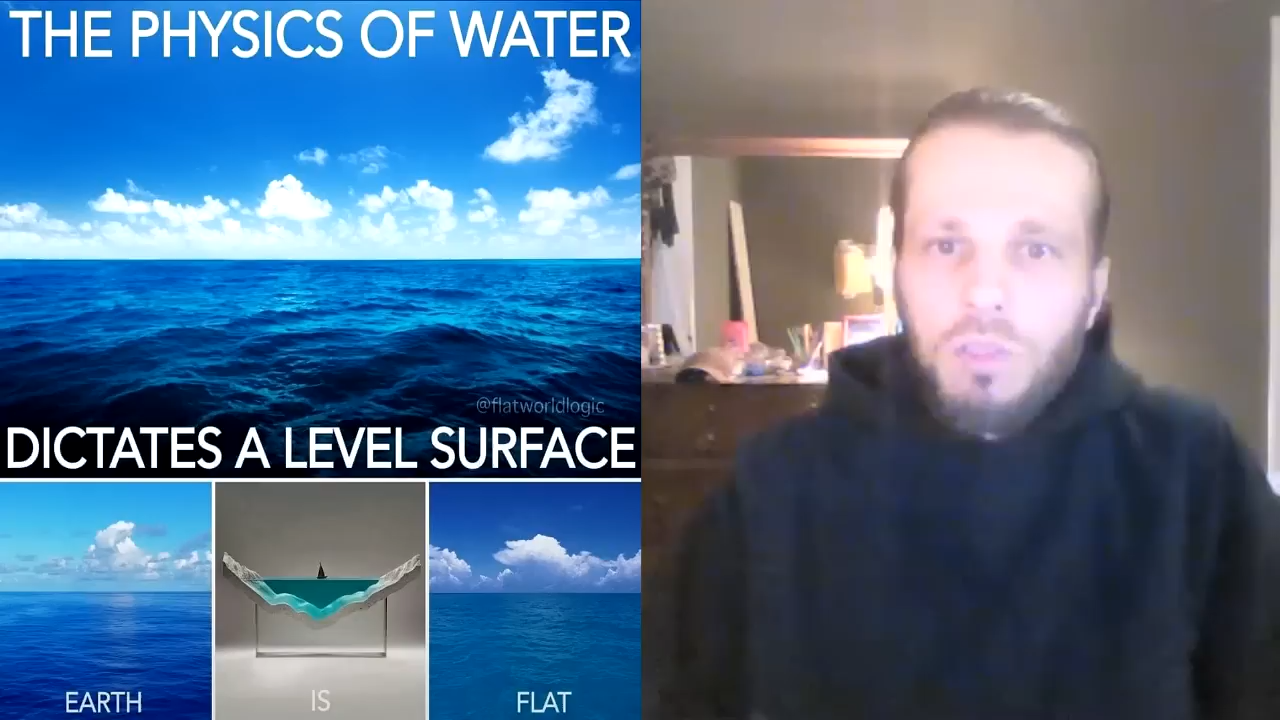 THE PHYSICS OF WATER
@flatworldlogic
DICTATES A LEVEL SURFACE
EARTH
IS
FLAT